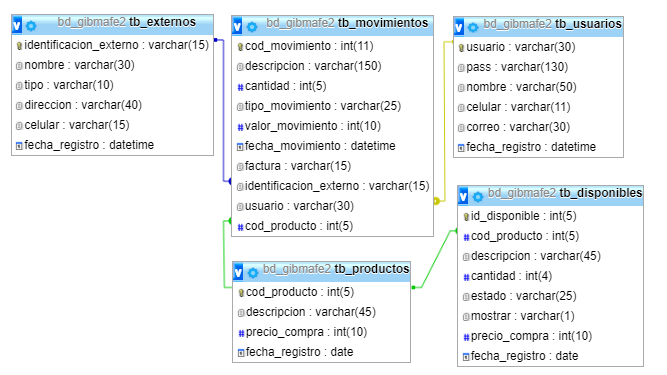 bd_gibmafe2 tb_externos
identificacion_externo : varchar(15)
nombre : varchar(30)
tipo : varchar(10)
direccion : varchar(40)
celular : varchar(15)
fecha_registro : datetime
bd_gibmafe2 tb_movimientos
cod_movimiento : int(11)
descripcion : varchar(150)
cantidad : int(5)
tipo_movimiento : varchar(25)
valor_movimiento : int(10)
fecha_movimiento : datetime
factura : varchar(15)
identificacion_externo : varchar(15)
usuario : varchar(30)
cod_producto : int(5)
bd_gibmafe2 tb_usuarios
usuario : varchar(30)
pass : varchar(130)
nombre : varchar(50)
celular : varchar(11)
correo : varchar(30)
fecha_registro : datetime
bd_gibmafe2 tb_disponibles
id_disponible : int(5)
cod_producto : int(5)
descripcion : varchar(45)
cantidad : int(4)
estado : varchar(25)
mostrar : varchar(1)
precio_compra : int(10)
fecha_registro : date
bd_gibmafe2 tb_productos
cod_producto : int(5)
descripcion : varchar(45)
precio_compra : int(10)
fecha_registro : date